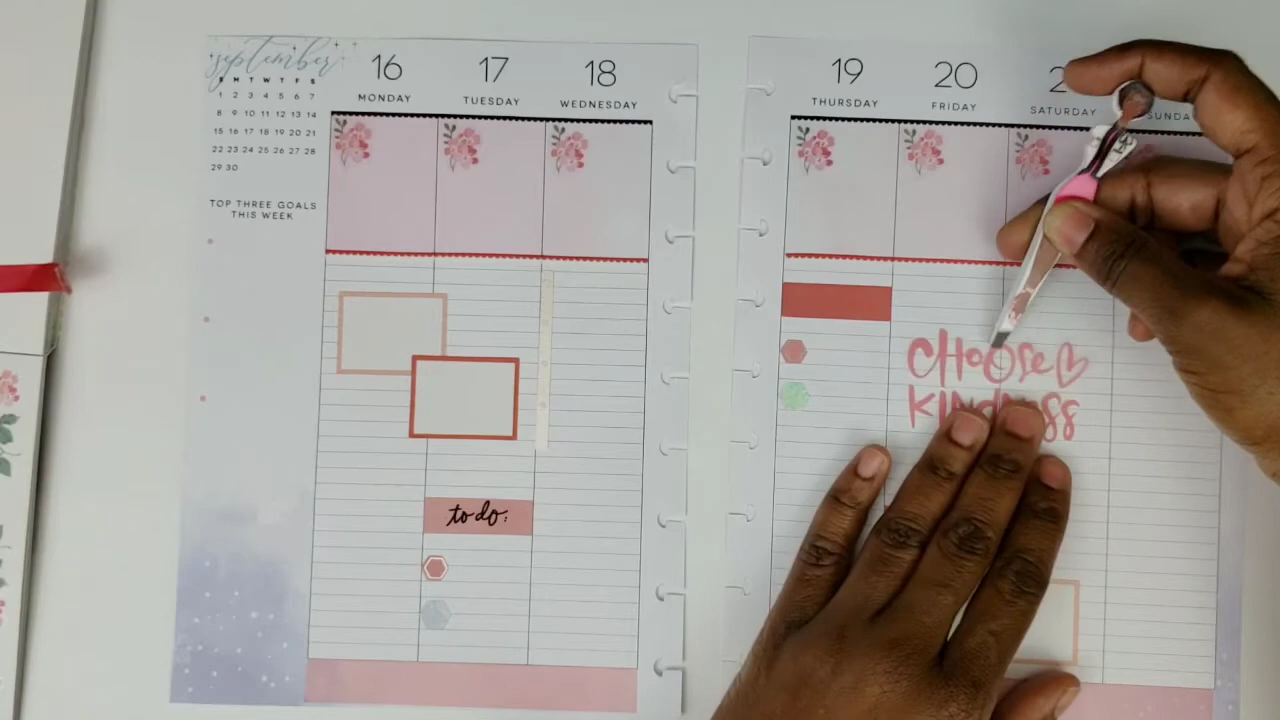 september
16 17 18 19 20
MONDAY TUESDAY WEDNESDAY THURSDAY FRIDAY SATURDAY SUNDA
S M T W T F S
1 2 3 4 5 6 7
8 9 10 11 12 13 14
15 16 17 18 19 20 21
22 23 24 25 26 27 28
29 30
TOP THREE GOALS
THIS WEEK
to do:
CHOOSE
KINDNESS